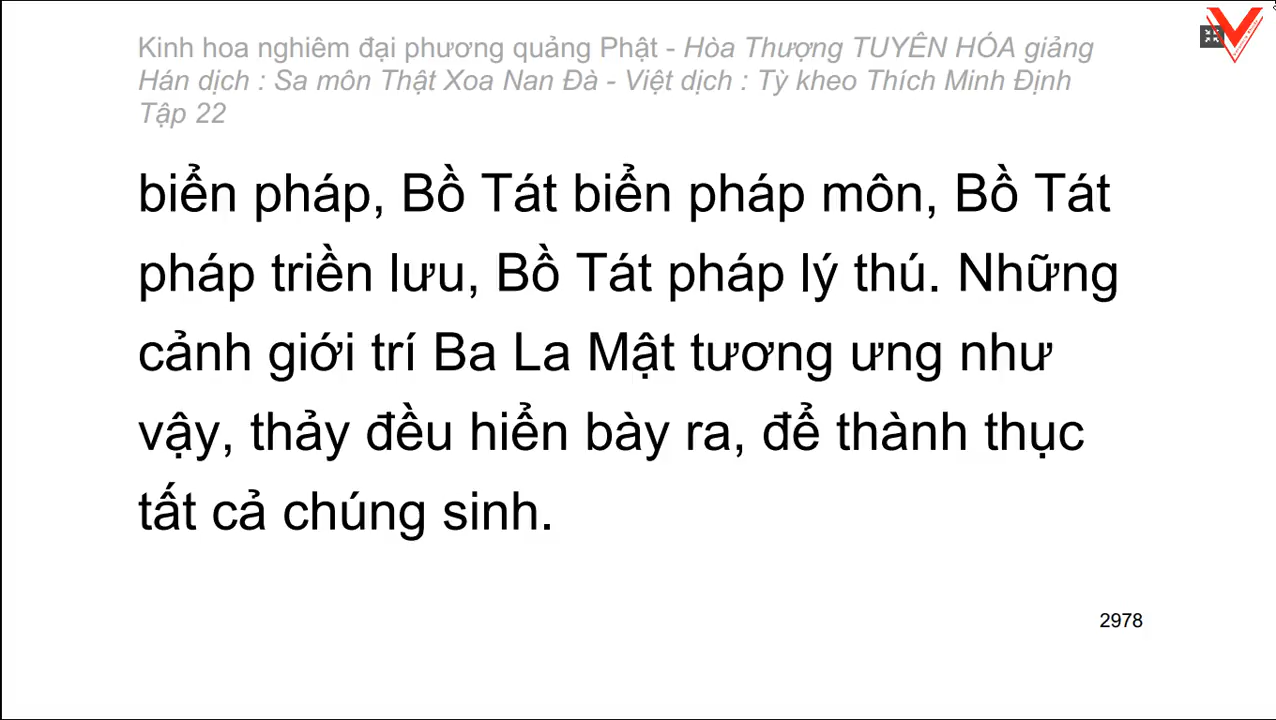 Kinh hoa nghiêm đại phương quảng Phật - Hòa Thượng TUYÊN HÓA giảng
Hán dịch : Sa môn Thật Xoa Nan Đà - Việt dịch : Tỳ kheo Thích Minh Định
Tập 22
biển pháp, Bồ Tát biển pháp môn, Bồ Tát
pháp triền lưu, Bồ Tát pháp lý thú. Những
cảnh giới trí Ba La Mật tương ưng như
vậy, thảy đều hiển bày ra, để thành thục
tất cả chúng sinh.
2978